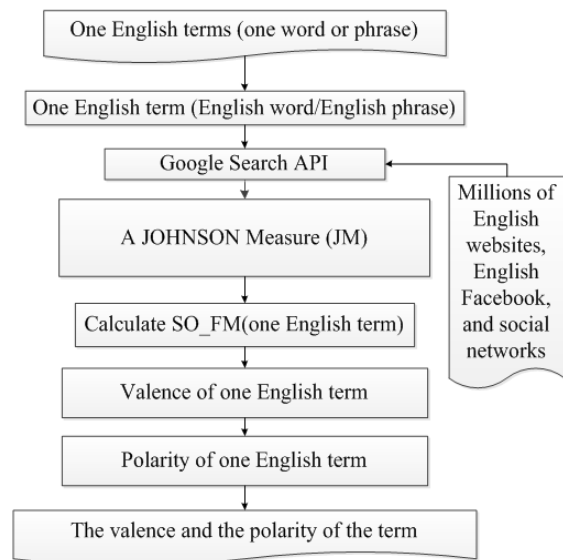 One English terms (one word or phrase)
One English term (English word/English phrase)
Google Search API
Millions of
English
websites,
English
Facebook,
and social
networks
A JOHNSON Measure (JM)
Calculate SO_FM(one English term)
Valence of one English term
Polarity of one English term
The valence and the polarity of the term